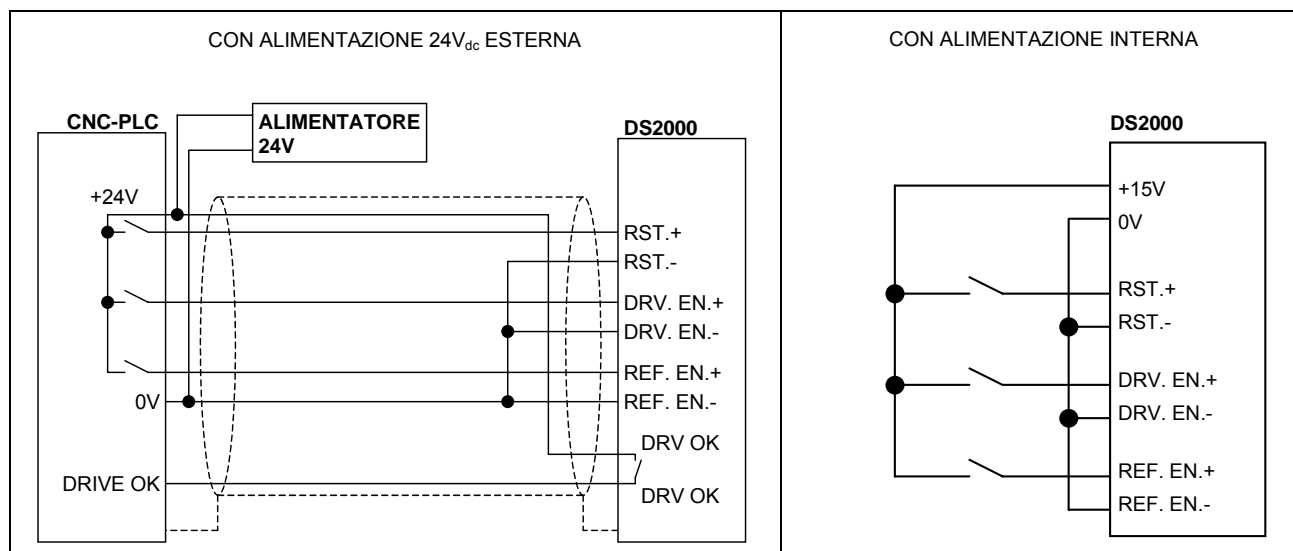 CON ALIMENTAZIONE 24Vdc ESTERNA
CNC-PLC
ALIMENTATORE
24V
DS2000
+24V
RST.+
RST.-
DRV. EN.+
DRV. EN.-
REF. EN.+
0V
REF. EN.-
DRV OK
DRIVE OK
DRV OK
CON ALIMENTAZIONE INTERNA
DS2000
+15V
0V
RST.+
RST.-
DRV. EN.+
DRV. EN.-
REF. EN.+
REF. EN.-